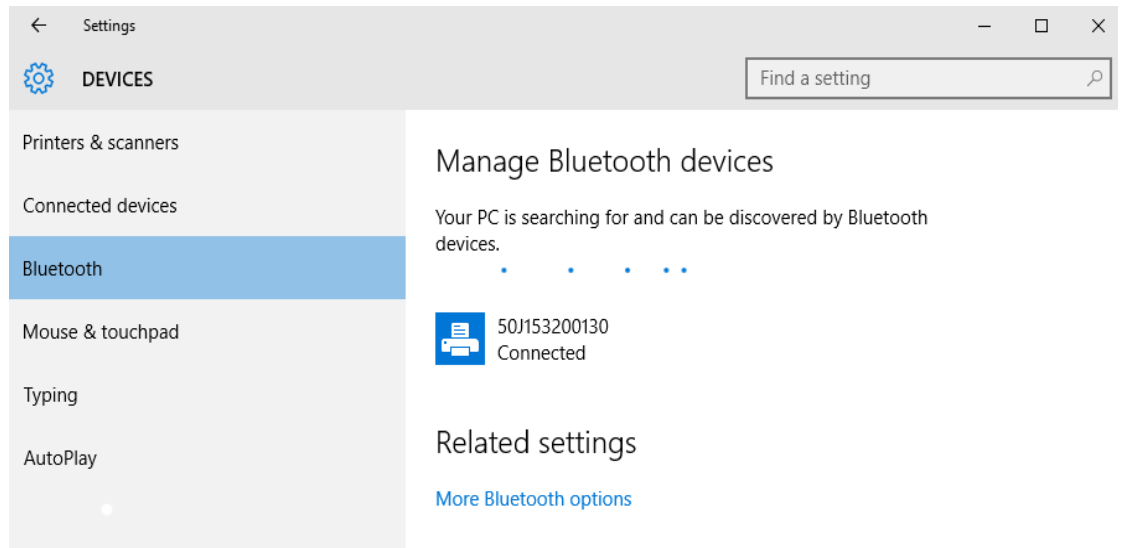 Settings
DEVICES
Find a setting
Printers & scanners
Connected devices
Bluetooth
Mouse & touchpad
Typing
AutoPlay
Manage Bluetooth devices
Your PC is searching for and can be discovered by Bluetooth
devices.
50J153200130
Connected
Related settings
More Bluetooth options